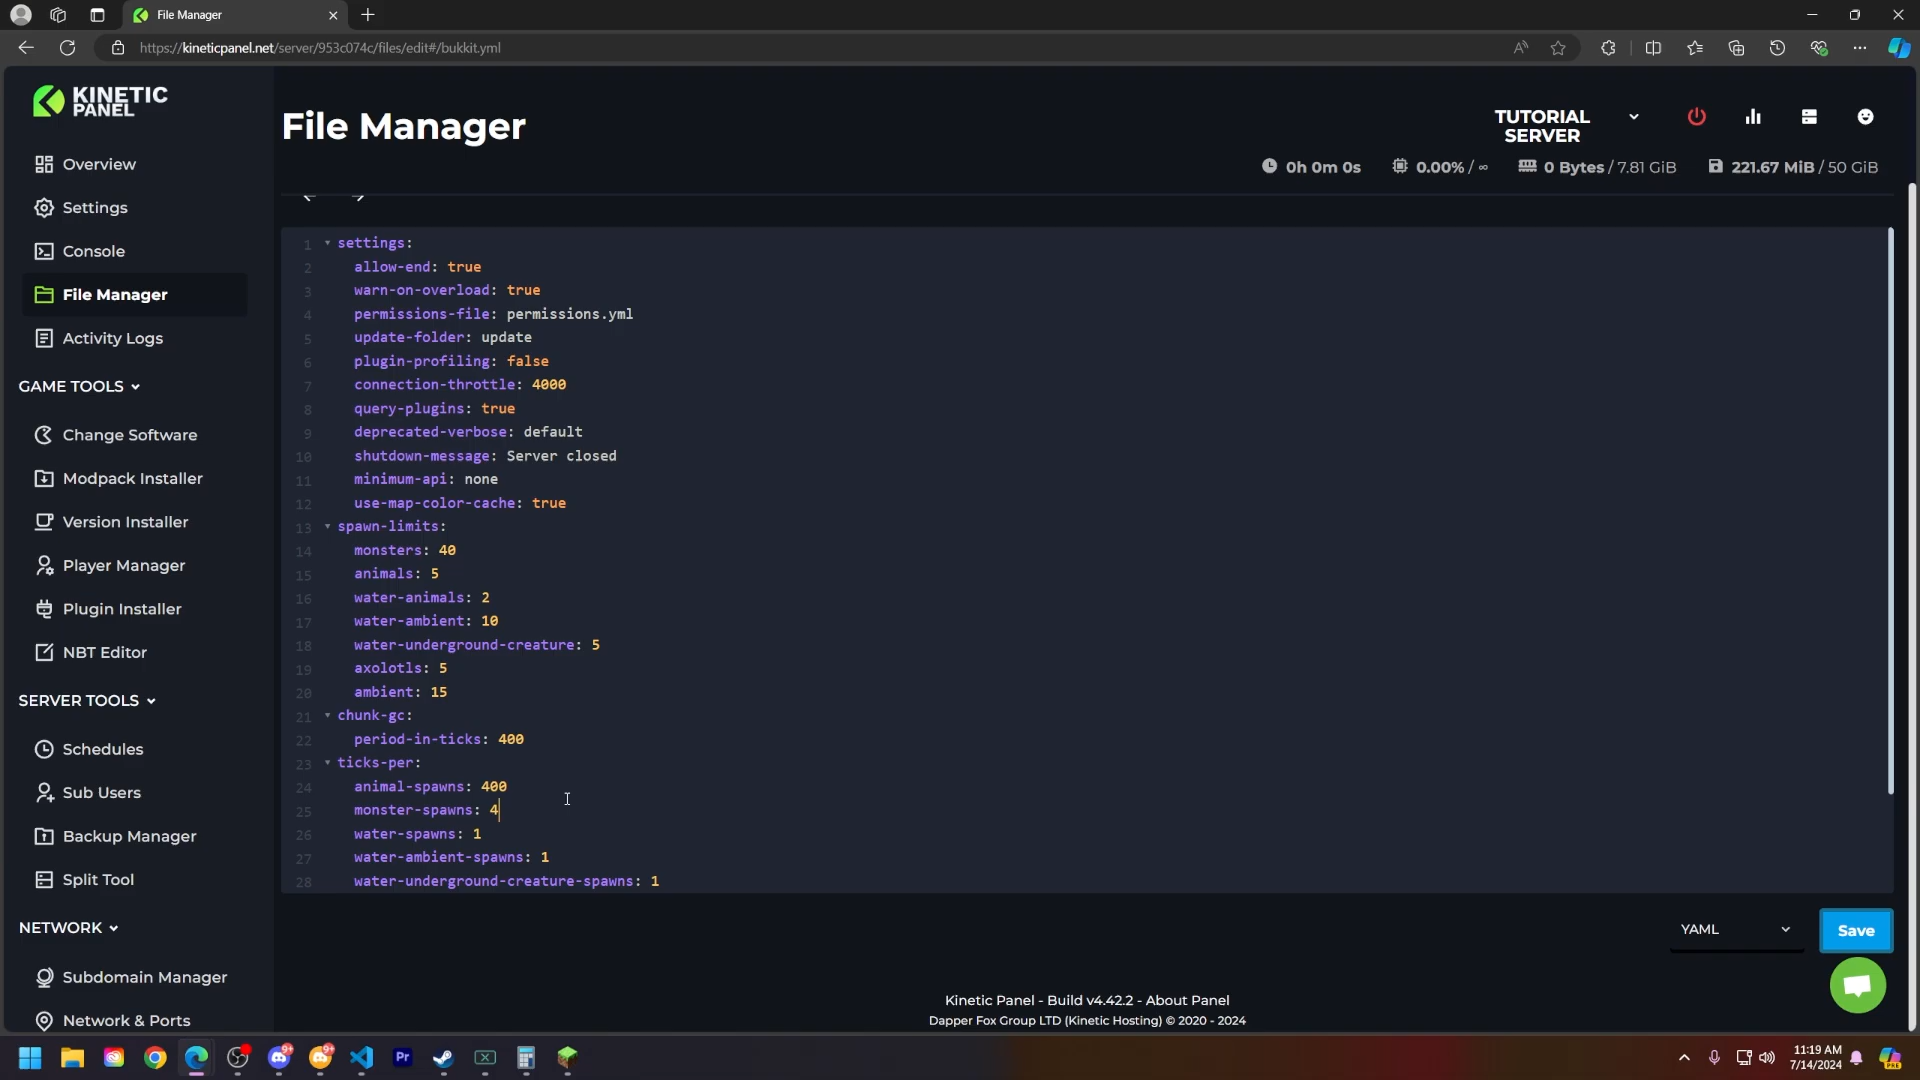 File Manager
https://kineticpanel.net/server/953c074c/files/edit#/bukkit.yml
KINETIC
PANEL
File Manager
TUTORIAL
SERVER
0h 0m 0s
0.00% / ∞
0 Bytes / 7.81 GiB
221.67 MiB / 50 GiB
Overview
Settings
Console
File Manager
Activity Logs
GAME TOOLS
Change Software
Modpack Installer
Version Installer
Player Manager
Plugin Installer
NBT Editor
SERVER TOOLS
Schedules
Sub Users
Backup Manager
Split Tool
NETWORK
Subdomain Manager
Network & Ports
1 settings:
2 allow-end: true
3 warn-on-overload: true
4 permissions-file: permissions.yml
5 update-folder: update
6 plugin-profiling: false
7 connection-throttle: 4000
8 query-plugins: true
9 deprecated-verbose: default
10 shutdown-message: Server closed
11 minimum-api: none
12 use-map-color-cache: true
13 spawn-limits:
14 monsters: 40
15 animals: 5
16 water-animals: 2
17 water-ambient: 10
18 water-underground-creature: 5
19 axolotls: 5
20 ambient: 15
21 chunk-gc:
22 period-in-ticks: 400
23 ticks-per:
24 animal-spawns: 400
25 monster-spawns: 4
26 water-spawns: 1
27 water-ambient-spawns: 1
28 water-underground-creature-spawns: 1
YAML
Save
Kinetic Panel - Build v4.42.2 - About Panel
Dapper Fox Group LTD (Kinetic Hosting) © 2020 - 2024
9+
9+
Pr
11:19 AM
7/14/2024
PRE